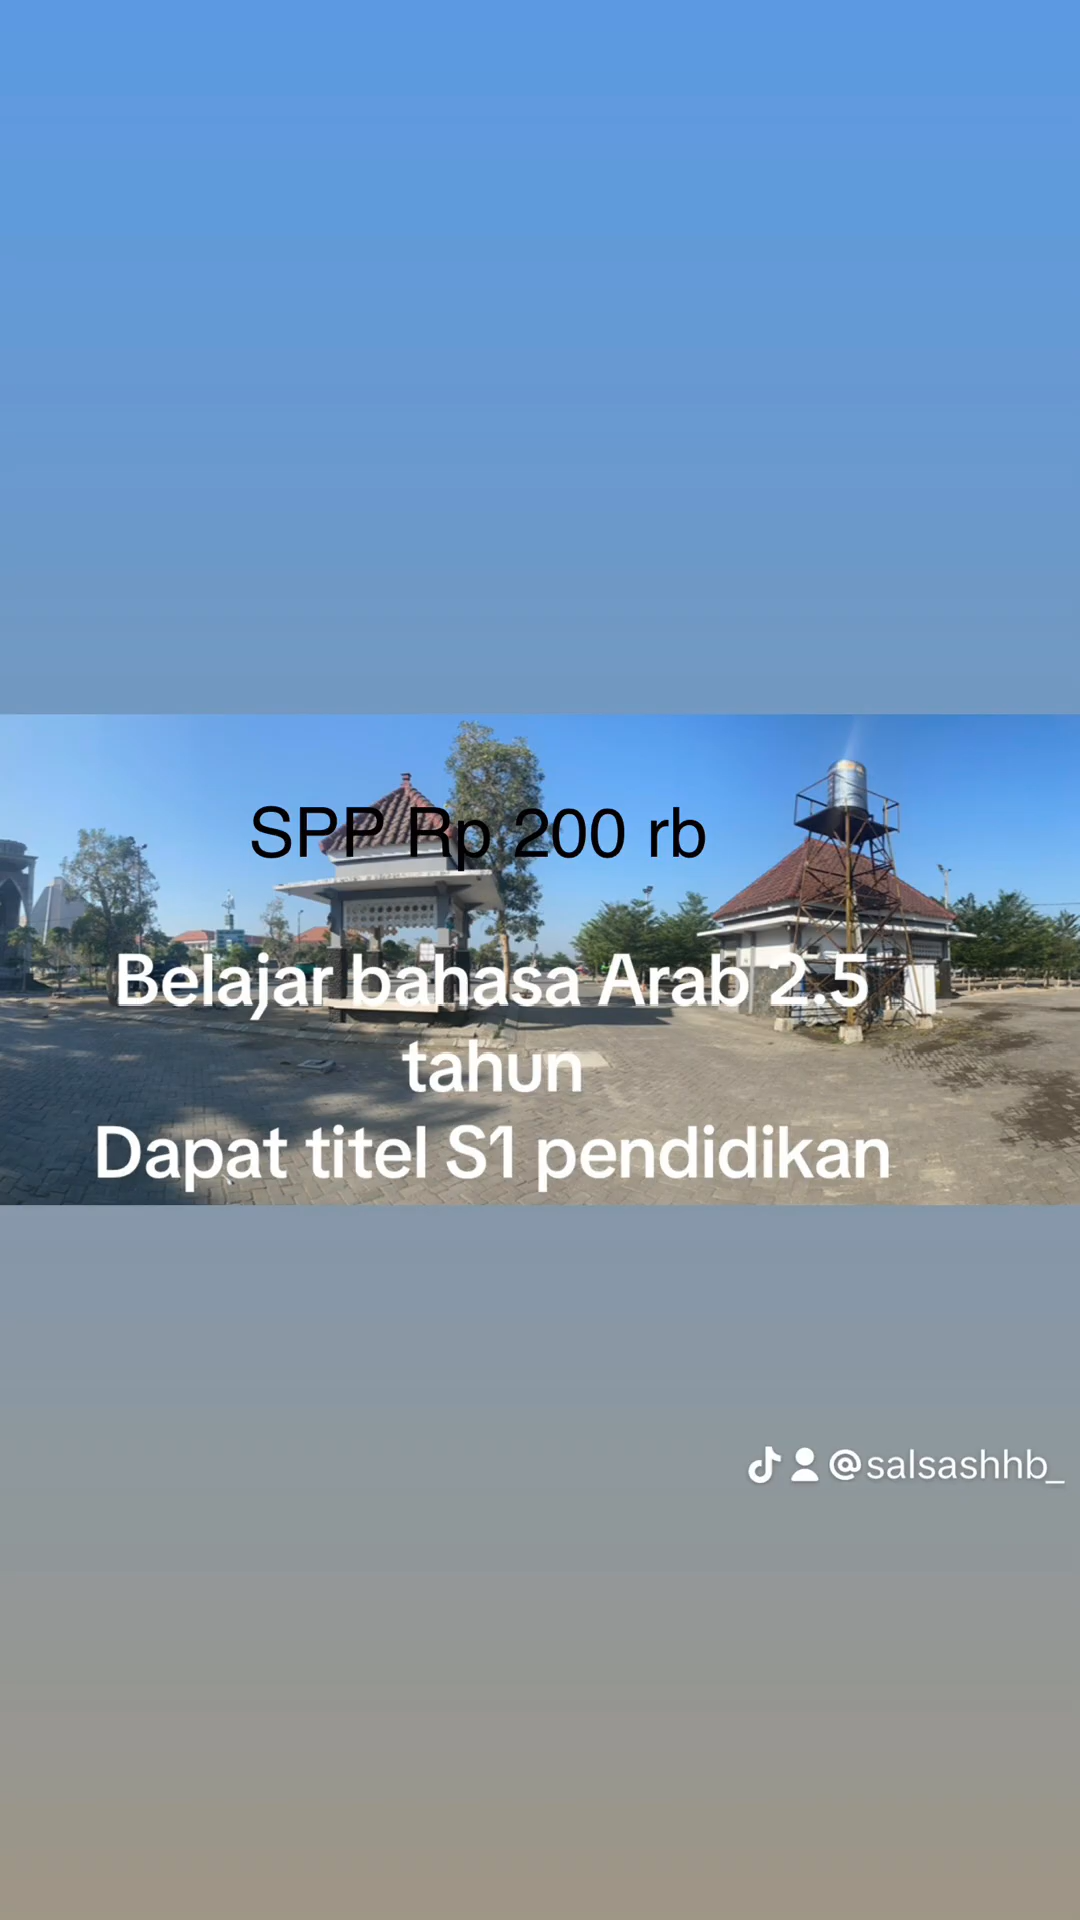 SPP Rp 200 rb
Belajar bahasa Arab 2.5
tahun
Dapat titel S1 pendidikan
@salsashhb_